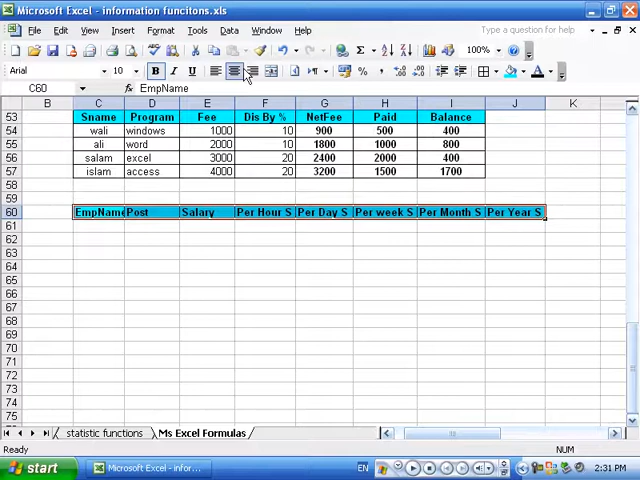 Microsoft Excel - information funcitons.xls
File Edit View Insert Format Tools Data Window Help Type a question for help
100%
Arial 10 B I U $ %
C60 fx EmpName
B C D E F G H I J K
53 Sname Program Fee Dis By % NetFee Paid Balance
54 wali windows 1000 10 900 500 400
55 ali word 2000 10 1800 1000 800
56 salam excel 3000 20 2400 2000 400
57 islam access 4000 20 3200 1500 1700
58
59
60 EmpName Post Salary Per Hour S Per Day S Per week S Per Month S Per Year S
61
62
63
64
65
66
67
68
69
70
71
72
73
74
75
statistic functions Ms Excel Formulas
Ready NUM
start Microsoft Excel - infor... EN 2:31 PM